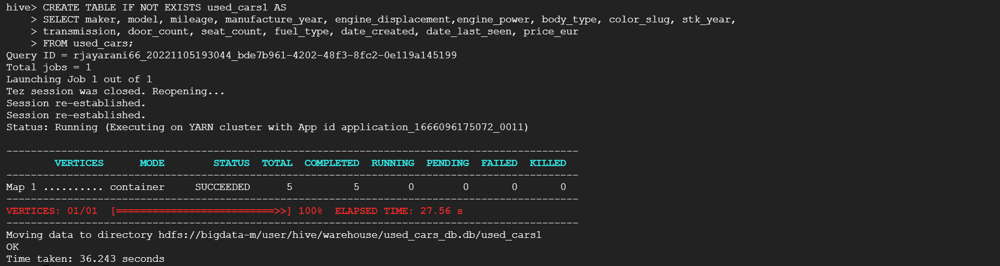 hive> CREATE TABLE IF NOT EXISTS used_cars1 AS
    > SELECT maker, model, mileage, manufacture_year, engine_displacement,engine_power, body_type, color_slug, stk_year,
    > transmission, door_count, seat_count, fuel_type, date_created, date_last_seen, price_eur
    > FROM used_cars;
Query ID = rjayarani66_20221105193044_bde7b961-4202-48f3-8fc2-0e119a145199
Total jobs = 1
Launching Job 1 out of 1
Tez session was closed. Reopening...
Session re-established.
Session re-established.
Status: Running (Executing on YARN cluster with App id application_1666096175072_0011)
----------------------------------------------------------------------------------------------
        VERTICES      MODE        STATUS  TOTAL  COMPLETED  RUNNING  PENDING  FAILED  KILLED
----------------------------------------------------------------------------------------------
Map 1 .......... container     SUCCEEDED      5          5        0        0       0       0
----------------------------------------------------------------------------------------------
VERTICES: 01/01  [==========================>>] 100%  ELAPSED TIME: 27.56 s
----------------------------------------------------------------------------------------------
Moving data to directory hdfs://bigdata-m/user/hive/warehouse/used_cars_db.db/used_cars1
OK
Time taken: 36.243 seconds